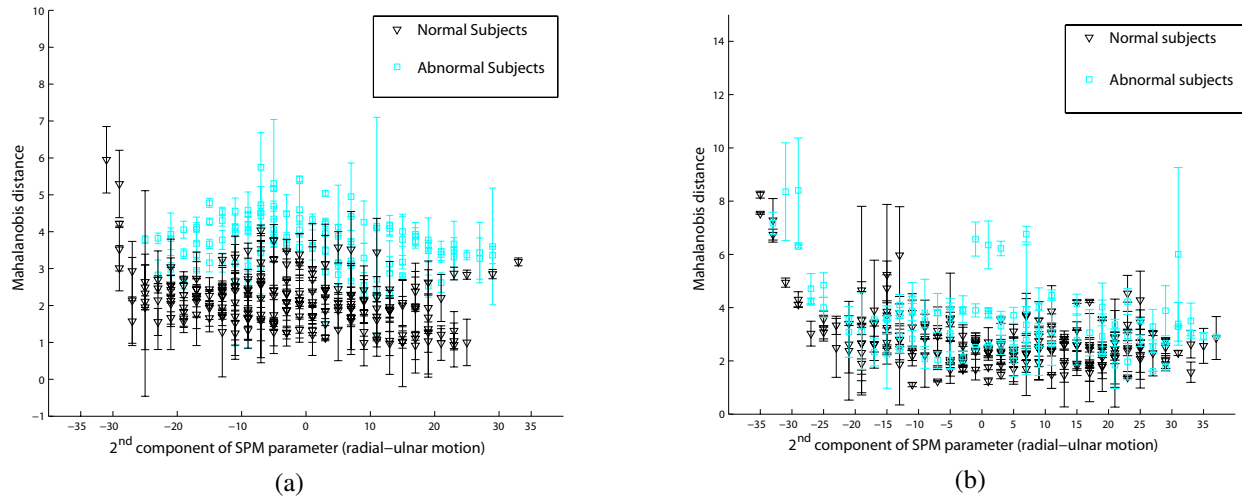 10
9
8
7
6
5
4
3
2
1
0
−1
Mahalanobis distance
Normal Subjects
Abnormal Subjects
−35 −30 −25 −20 −15 −10 −5 −0 5 10 15 20 25 30 35
2nd component of SPM parameter (radial−ulnar motion)
(a)
14
12
10
8
6
4
2
0
Mahalanobis distance
Normal subjects
Abnormal subjects
−35 −30 −25 −20 −15 −10 −5 −0 5 10 15 20 25 30 35
2nd component of SPM parameter (radial−ulnar motion)
(b)